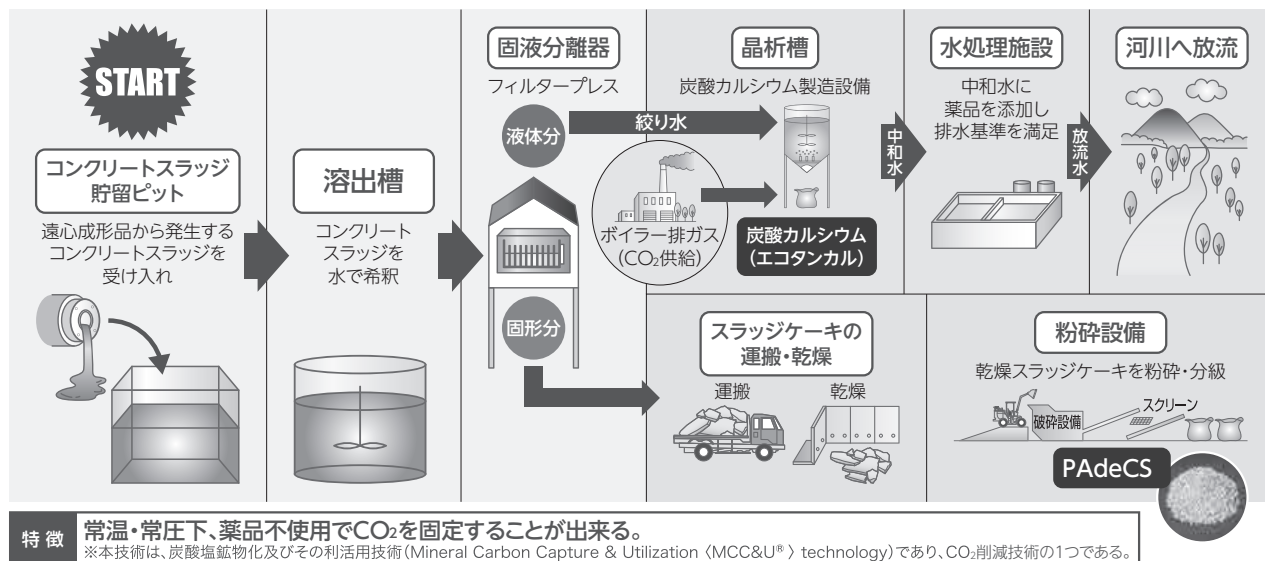 START
コンクリートスラッジ
貯留ピット
遠心成形品から発生する
コンクリートスラッジを
受け入れ
溶出槽
コンクリート
スラッジを
水で希釈
固液分離器
フィルタープレス
液体分
固形分
絞り水
晶析槽
炭酸カルシウム製造設備
ボイラー排ガス
(CO₂供給)
炭酸カルシウム
(エコタンカル)
中和水
水処理施設
中和水に
薬品を添加し
排水基準を満足
放流水
河川へ放流
スラッジケーキの
運搬・乾燥
運搬
乾燥
粉砕設備
乾燥スラッジケーキを粉砕・分級
破砕設備
スクリーン
PAdeCS
特徴
常温・常圧下、薬品不使用でCO₂を固定することが出来る。
※本技術は、炭酸塩鉱物化及びその利活用技術(Mineral Carbon Capture & Utilization〈MCC&U®〉technology)であり、CO₂削減技術の1つである。